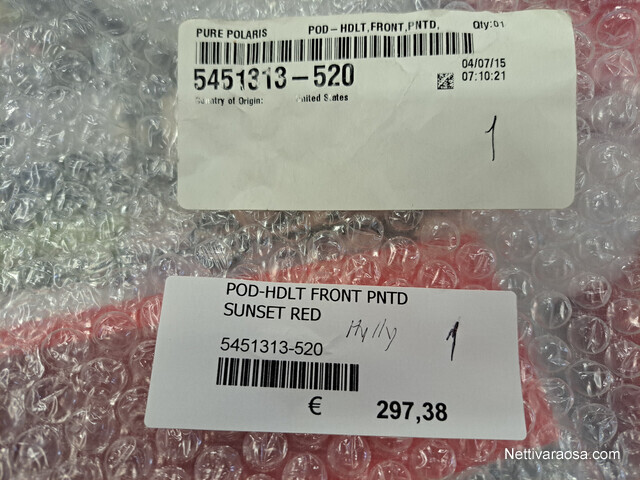 PURE POLARIS POD-HDLT,FRONT,PNTD, Qty:01
5451313-520
04/07/15
07:10:21
Country of Origin: United States
1
POD-HDLT FRONT PNTD
SUNSET RED
Hylly 1
5451313-520
€ 297,38
Nettivaraosa.com